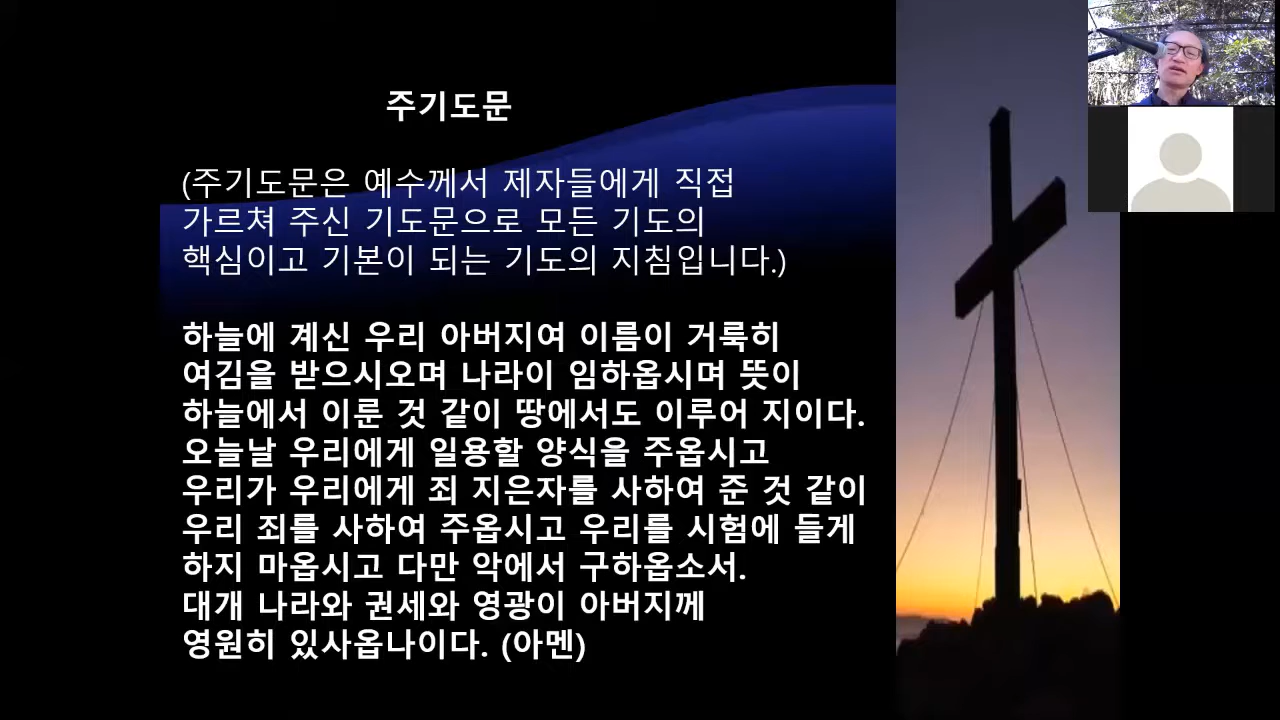 주기도문
(주기도문은 예수께서 제자들에게 직접
가르쳐 주신 기도문으로 모든 기도의
핵심이고 기본이 되는 기도의 지침입니다.)
하늘에 계신 우리 아버지여 이름이 거룩히
여김을 받으시오며 나라이 임하옵시며 뜻이
하늘에서 이룬 것 같이 땅에서도 이루어 지이다.
오늘날 우리에게 일용할 양식을 주옵시고
우리가 우리에게 죄 지은자를 사하여 준 것 같이
우리 죄를 사하여 주옵시고 우리를 시험에 들게
하지 마옵시고 다만 악에서 구하옵소서.
대개 나라와 권세와 영광이 아버지께
영원히 있사옵나이다. (아멘)